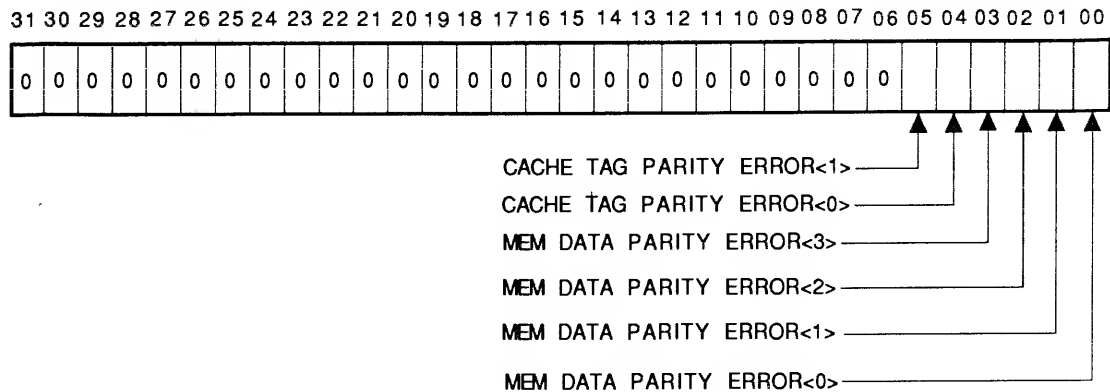 31 30 29 28 27 26 25 24 23 22 21 20 19 18 17 16 15 14 13 12 11 10 09 08 07 06 05 04 03 02 01 00
0 0 0 0 0 0 0 0 0 0 0 0 0 0 0 0 0 0 0 0 0 0 0 0 0 0
CACHE TAG PARITY ERROR<1>
CACHE TAG PARITY ERROR<0>
MEM DATA PARITY ERROR<3>
MEM DATA PARITY ERROR<2>
MEM DATA PARITY ERROR<1>
MEM DATA PARITY ERROR<0>